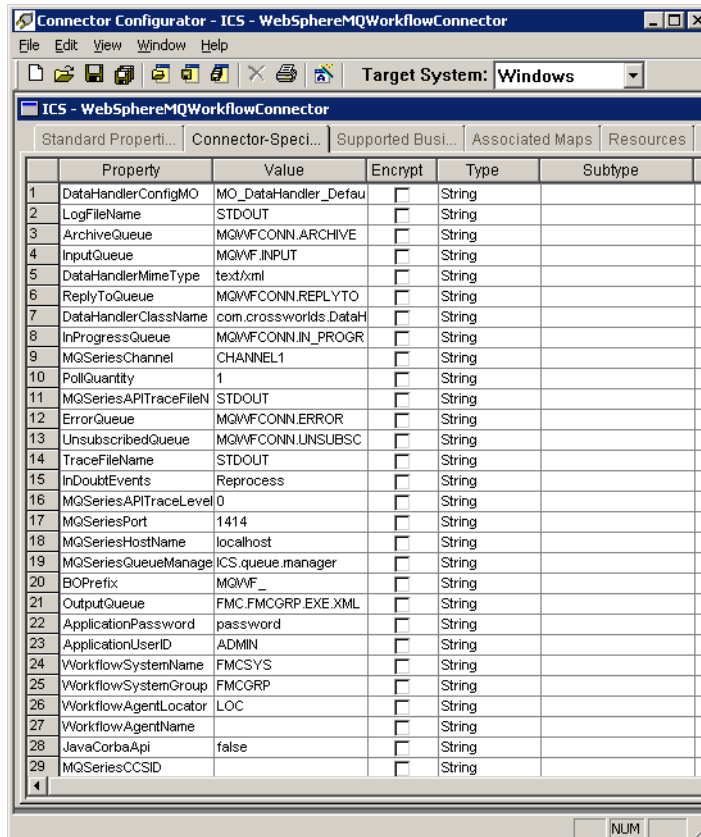 Connector Configurator - ICS - WebSphereMQWorkflowConnector
File Edit View Window Help
Target System: Windows
ICS - WebSphereMQWorkflowConnector
Standard Properti... Connector-Speci... Supported Busi... Associated Maps Resources
Property Value Encrypt Type Subtype
1 DataHandlerConfigMO MO_DataHandler_Defau String
2 LogFileName STDOUT String
3 ArchiveQueue MQWFCONN.ARCHIVE String
4 InputQueue MQWF.INPUT String
5 DataHandlerMimeType text/xml String
6 ReplyToQueue MQWFCONN.REPLYTO String
7 DataHandlerClassName com.crossworlds.DataH String
8 InProgressQueue MQWFCONN.IN_PROGR String
9 MQSeriesChannel CHANNEL1 String
10 PollQuantity 1 String
11 MQSeriesAPITraceFileN STDOUT String
12 ErrorQueue MQWFCONN.ERROR String
13 UnsubscribedQueue MQWFCONN.UNSUBSC String
14 TraceFileName STDOUT String
15 InDoubtEvents Reprocess String
16 MQSeriesAPITraceLevel 0 String
17 MQSeriesPort 1414 String
18 MQSeriesHostName localhost String
19 MQSeriesQueueManage ICS.queue.manager String
20 BOPrefix MQWF_ String
21 OutputQueue FMC.FMCGRP.EXE.XML String
22 ApplicationPassword password String
23 ApplicationUserID ADMIN String
24 WorkflowSystemName FMCSYS String
25 WorkflowSystemGroup FMCGRP String
26 WorkflowAgentLocator LOC String
27 WorkflowAgentName String
28 JavaCorbaApi false String
29 MQSeriesCCSID String
NUM